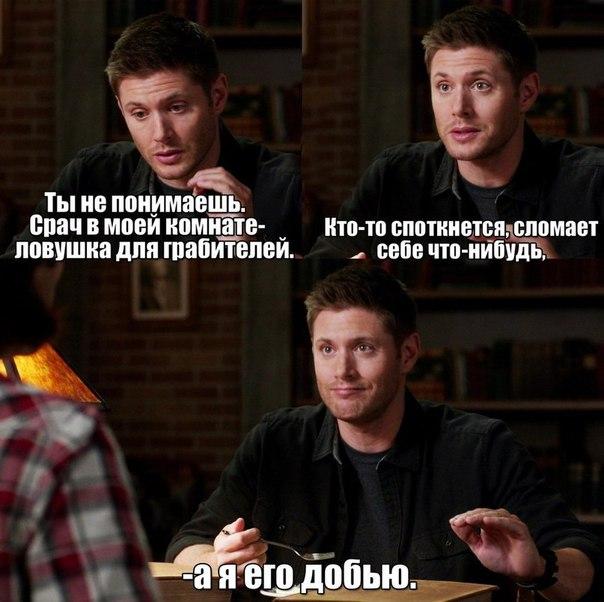 Ты не понимаешь.
Срач в моей комнате-
ловушка для грабителей.
Кто-то споткнется, сломает
себе что-нибудь,
-а я его добью.